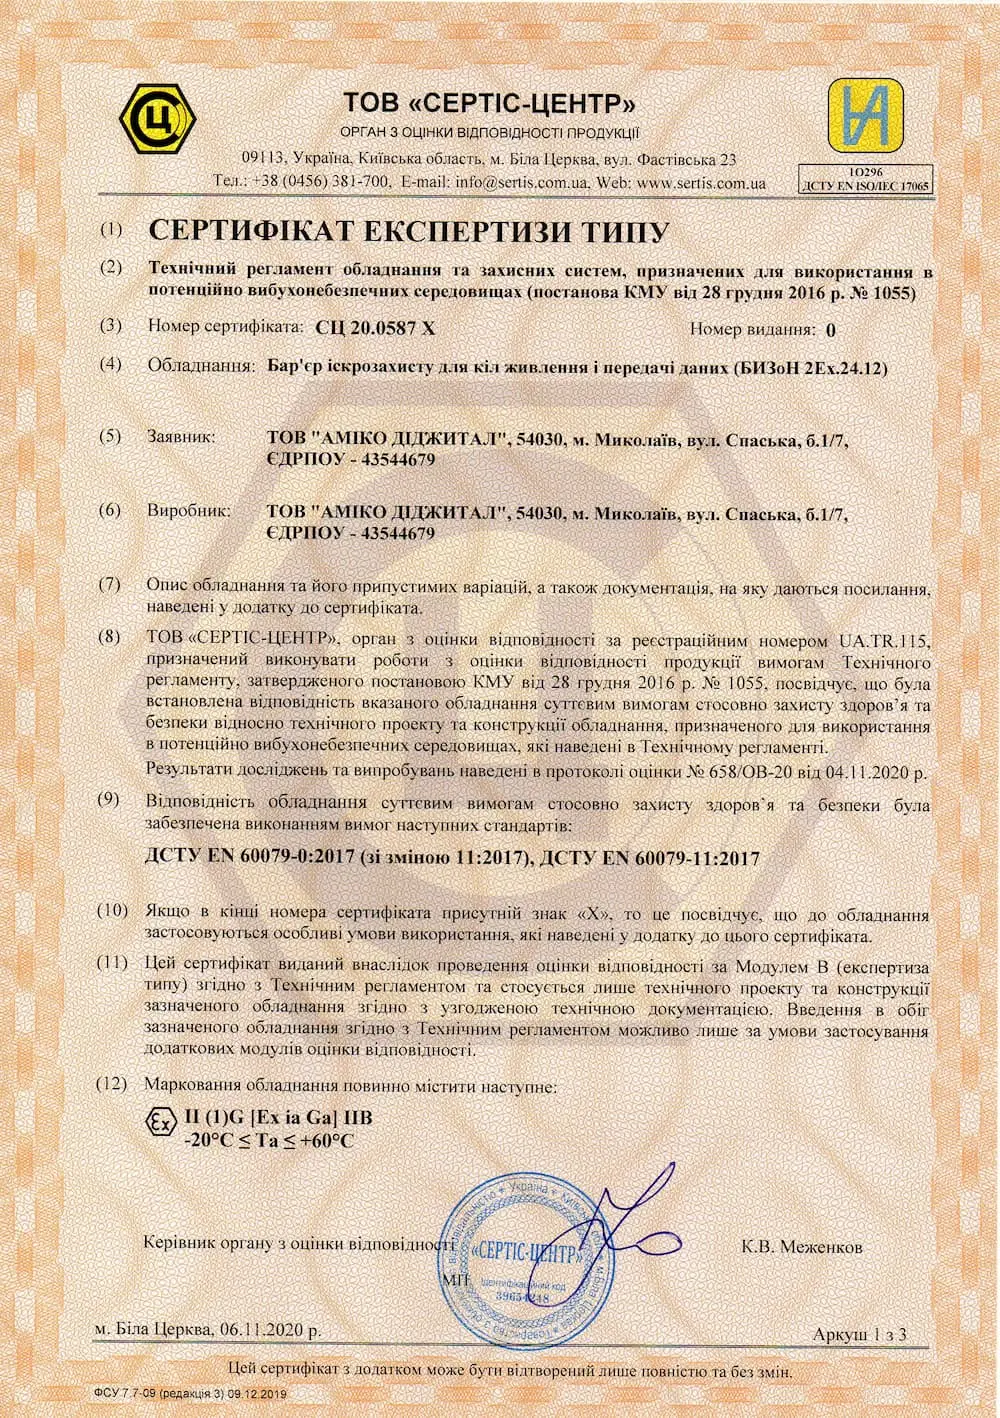 ТОВ «СЕРТІС-ЦЕНТР»
ОРГАН З ОЦІНКИ ВІДПОВІДНОСТІ ПРОДУКЦІЇ
09113, Україна, Київська область, м. Біла Церква, вул. Фастівська 23
Тел.: +38 (0456) 381-700, E-mail: info@sertis.com.ua, Web: www.sertis.com.ua
1О296
ДСТУ EN ISO/IEC 17065
(1) СЕРТИФІКАТ ЕКСПЕРТИЗИ ТИПУ
(2) Технічний регламент обладнання та захисних систем, призначених для використання в
потенційно вибухонебезпечних середовищах (постанова КМУ від 28 грудня 2016 р. № 1055)
(3) Номер сертифіката: СЦ 20.0587 X Номер видання: 0
(4) Обладнання: Бар'єр іскрозахисту для кіл живлення і передачі даних (БИЗоН 2Ex.24.12)
(5) Заявник: ТОВ "АМІКО ДІДЖИТАЛ", 54030, м. Миколаїв, вул. Спаська, б.1/7,
ЄДРПОУ - 43544679
(6) Виробник: ТОВ "АМІКО ДІДЖИТАЛ", 54030, м. Миколаїв, вул. Спаська, б.1/7,
ЄДРПОУ - 43544679
(7) Опис обладнання та його припустимих варіацій, а також документація, на яку даються посилання,
наведені у додатку до сертифіката.
(8) ТОВ «СЕРТІС-ЦЕНТР», орган з оцінки відповідності за реєстраційним номером UA.TR.115,
призначений виконувати роботи з оцінки відповідності продукції вимогам Технічного
регламенту, затвердженого постановою КМУ від 28 грудня 2016 р. № 1055, посвідчує, що була
встановлена відповідність вказаного обладнання суттєвим вимогам стосовно захисту здоров’я та
безпеки відносно технічного проекту та конструкції обладнання, призначеного для використання
в потенційно вибухонебезпечних середовищах, які наведені в Технічному регламенті.
Результати досліджень та випробувань наведені в протоколі оцінки № 658/ОВ-20 від 04.11.2020 р.
(9) Відповідність обладнання суттєвим вимогам стосовно захисту здоров’я та безпеки була
забезпечена виконанням вимог наступних стандартів:
ДСТУ EN 60079-0:2017 (зі зміною 11:2017), ДСТУ EN 60079-11:2017
(10) Якщо в кінці номера сертифіката присутній знак «X», то це посвідчує, що до обладнання
застосовуються особливі умови використання, які наведені у додатку до цього сертифіката.
(11) Цей сертифікат виданий внаслідок проведення оцінки відповідності за Модулем В (експертиза
типу) згідно з Технічним регламентом та стосується лише технічного проекту та конструкції
зазначеного обладнання згідно з узгодженою технічною документацією. Введення в обіг
зазначеного обладнання згідно з Технічним регламентом можливо лише за умови застосування
додаткових модулів оцінки відповідності.
(12) Марковання обладнання повинно містити наступне:
Ex II (1)G [Ex ia Ga] IIB
-20°C ≤ Ta ≤ +60°C
Керівник органу з оцінки відповідності К.В. Меженков
МП
«СЕРТІС-ЦЕНТР»
Ідентифікаційний код
39654248
м. Біла Церква, 06.11.2020 р. Аркуш 1 з 3
Цей сертифікат з додатком може бути відтворений лише повністю та без змін.
ФСУ 7.7-09 (редакція 3) 09.12.2019